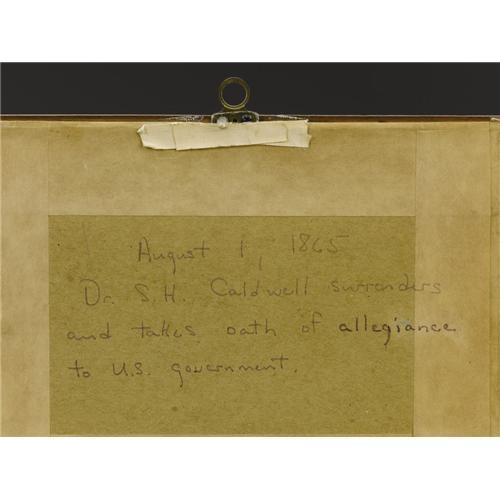 August 1, 1865
Dr. S.H. Caldwell surrenders
and takes oath of allegiance
to U.S. government.